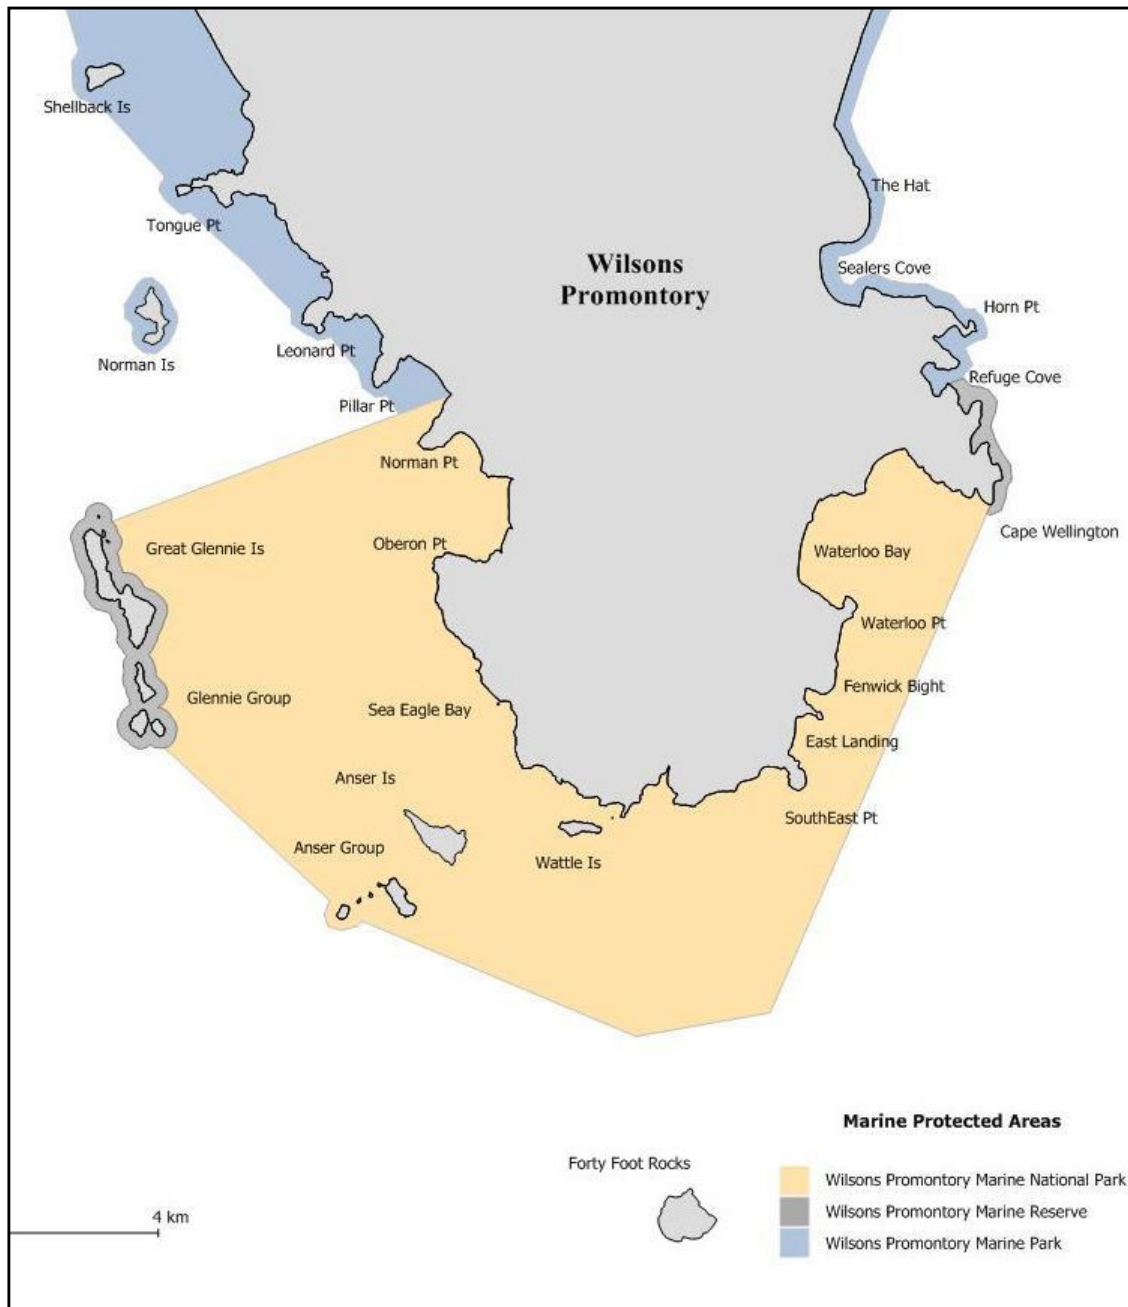 Shellback Is
The Hat
Tongue Pt
Wilsons
Promontory
Sealers Cove
Horn Pt
Norman Is
Leonard Pt
Refuge Cove
Pillar Pt
Norman Pt
Cape Wellington
Great Glennie Is
Oberon Pt
Waterloo Bay
Waterloo Pt
Glennie Group
Sea Eagle Bay
Fenwick Bight
East Landing
Anser Is
SouthEast Pt
Anser Group
Wattle Is
Marine Protected Areas
Forty Foot Rocks
Wilsons Promontory Marine National Park
Wilsons Promontory Marine Reserve
Wilsons Promontory Marine Park
4 km